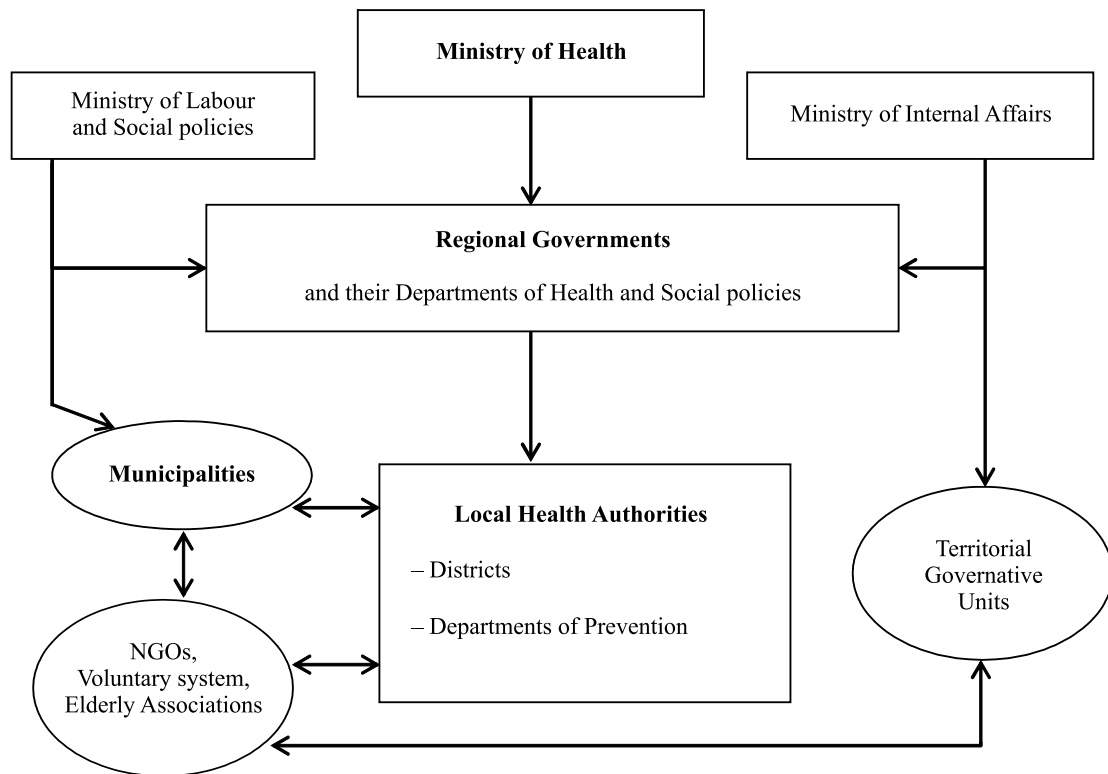 Ministry of Health
Ministry of Labour
and Social policies
Ministry of Internal Affairs
Regional Governments
and their Departments of Health and Social policies
Municipalities
Local Health Authorities
– Districts
– Departments of Prevention
Territorial
Governative
Units
NGOs,
Voluntary system,
Elderly Associations